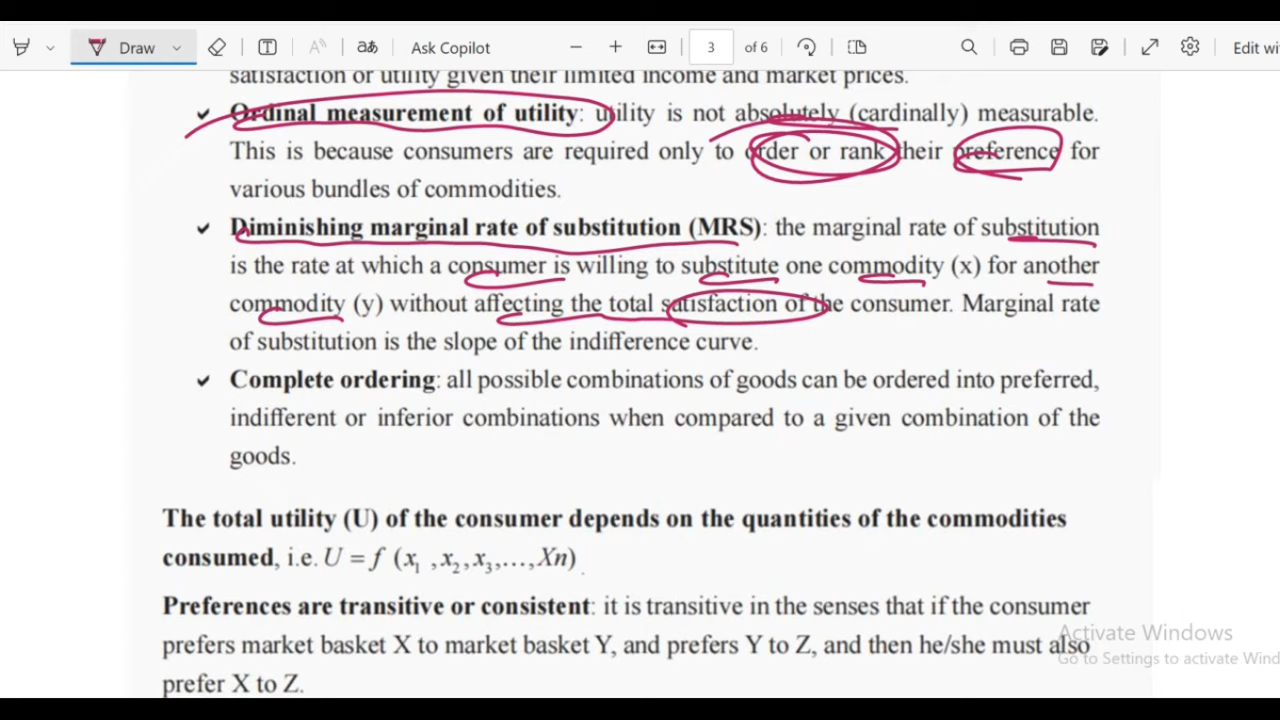 Draw
Ask Copilot
3
of 6
Edit wi
satisfaction or utility given their limited income and market prices.
✓ Ordinal measurement of utility: utility is not absolutely (cardinally) measurable.
This is because consumers are required only to order or rank their preference for
various bundles of commodities.
✓ Diminishing marginal rate of substitution (MRS): the marginal rate of substitution
is the rate at which a consumer is willing to substitute one commodity (x) for another
commodity (y) without affecting the total satisfaction of the consumer. Marginal rate
of substitution is the slope of the indifference curve.
✓ Complete ordering: all possible combinations of goods can be ordered into preferred,
indifferent or inferior combinations when compared to a given combination of the
goods.
The total utility (U) of the consumer depends on the quantities of the commodities
consumed, i.e. U = f (x₁ ,x₂,x₃,...,Xn)
Preferences are transitive or consistent: it is transitive in the senses that if the consumer
prefers market basket X to market basket Y, and prefers Y to Z, and then he/she must also
prefer X to Z.
Activate Windows
Go to Settings to activate Wind